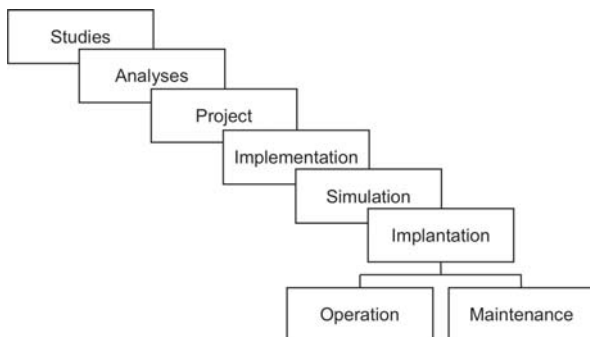 Studies
Analyses
Project
Implementation
Simulation
Implantation
Operation
Maintenance